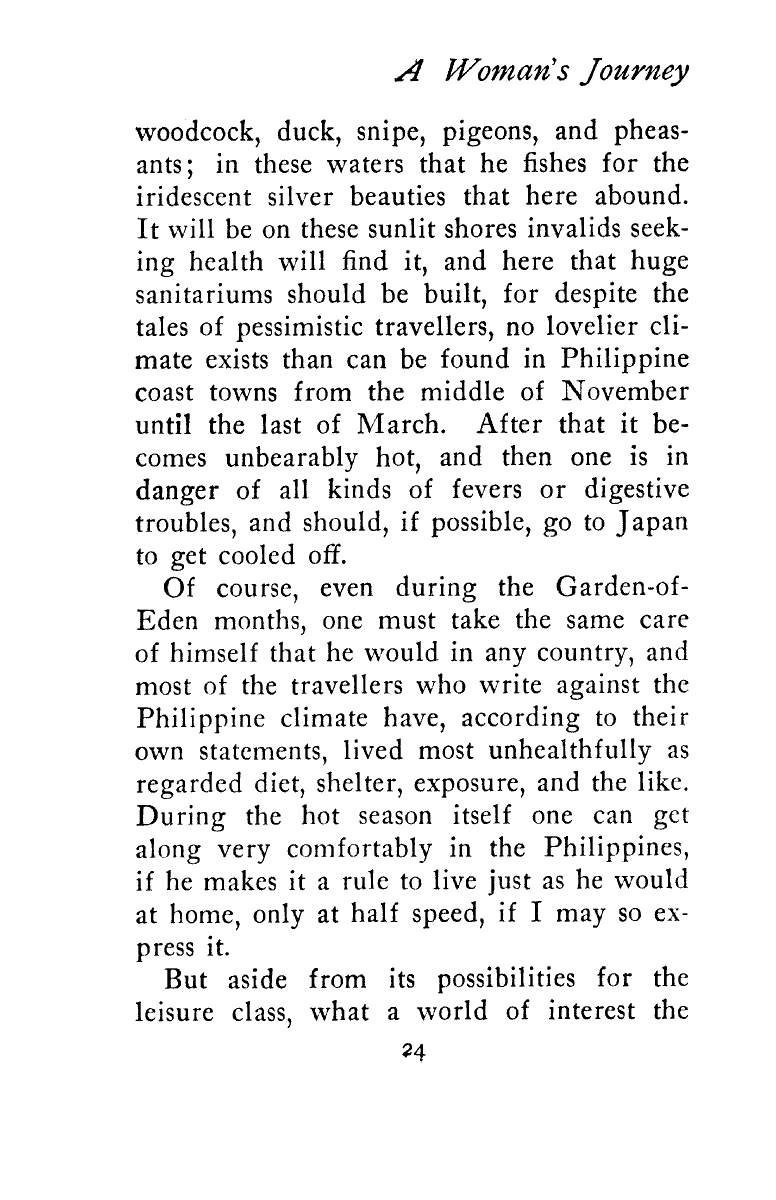 A Woman's Journey
woodcock, duck, snipe, pigeons, and pheas-
ants; in these waters that he fishes for the
iridescent silver beauties that here abound.
It will be on these sunlit shores invalids seek-
ing health will find it, and here that huge
sanitariums should be built, for despite the
tales of pessimistic travellers, no lovelier cli-
mate exists than can be found in Philippine
coast towns from the middle of November
until the last of March. After that it be-
comes unbearably hot, and then one is in
danger of all kinds of fevers or digestive
troubles, and should, if possible, go to Japan
to get cooled off.
Of course, even during the Garden-of-
Eden months, one must take the same care
of himself that he would in any country, and
most of the travellers who write against the
Philippine climate have, according to their
own statements, lived most unhealthfully as
regarded diet, shelter, exposure, and the like.
During the hot season itself one can get
along very comfortably in the Philippines,
if he makes it a rule to live just as he would
at home, only at half speed, if I may so ex-
press it.
But aside from its possibilities for the
leisure class, what a world of interest the
24